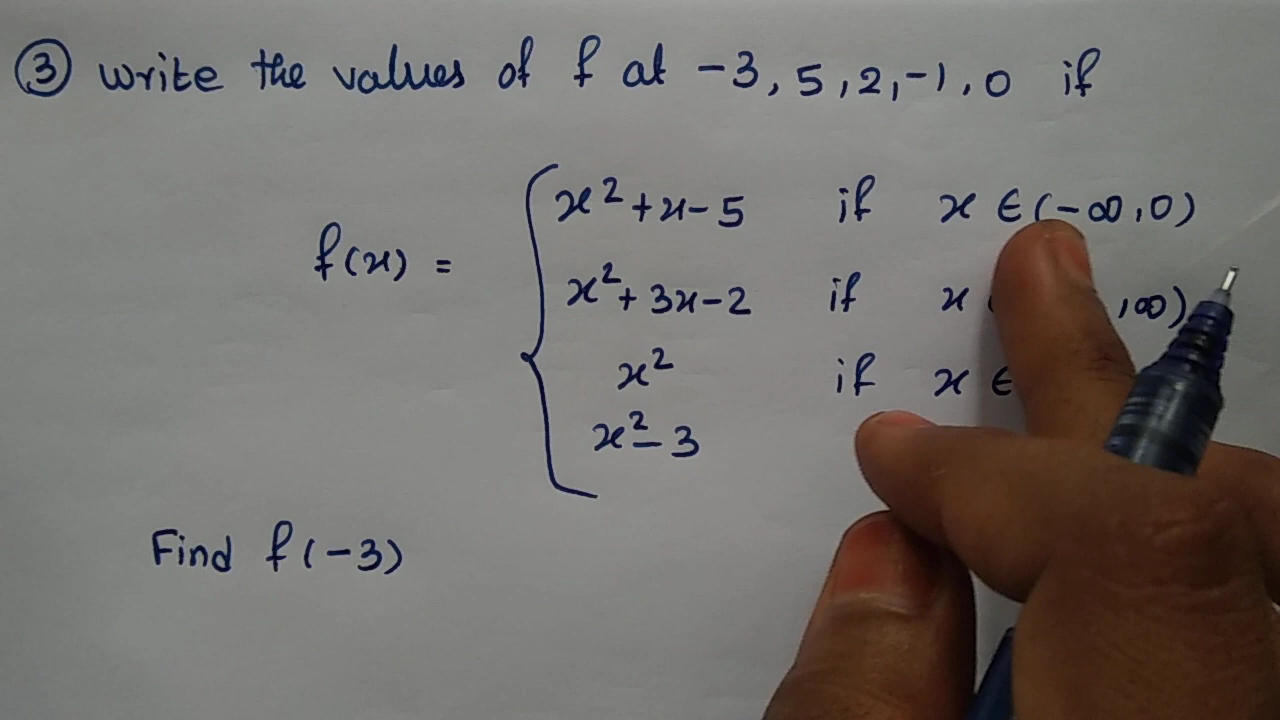 ③ Write the values of f at -3, 5, 2, -1, 0 if
f(x) =
x² + x - 5 if x ∈ (-∞, 0)
x² + 3x - 2 if x , ∞)
x² if x ∈
x² - 3
Find f(-3)